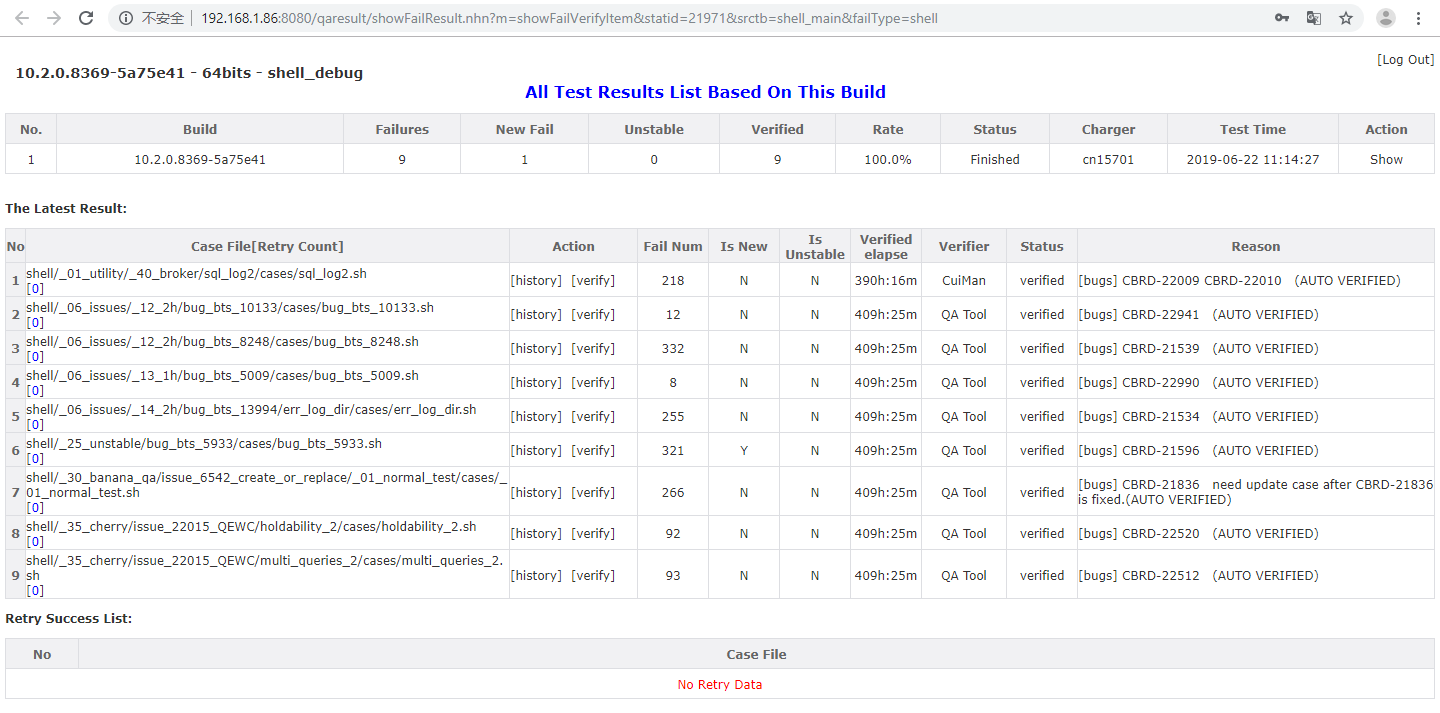 不安全 192.168.1.86:8080/qaresult/showFailResult.nhn?m=showFailVerifyItem&statid=21971&srctb=shell_main&failType=shell
[Log Out]
10.2.0.8369-5a75e41 - 64bits - shell_debug
All Test Results List Based On This Build
No. Build Failures New Fail Unstable Verified Rate Status Charger Test Time Action
1 10.2.0.8369-5a75e41 9 1 0 9 100.0% Finished cn15701 2019-06-22 11:14:27 Show
The Latest Result:
No Case File[Retry Count] Action Fail Num Is New Is Unstable Verified elapse Verifier Status Reason
1 shell/_01_utility/_40_broker/sql_log2/cases/sql_log2.sh
[0] [history] [verify] 218 N N 390h:16m CuiMan verified [bugs] CBRD-22009 CBRD-22010 (AUTO VERIFIED)
2 shell/_06_issues/_12_2h/bug_bts_10133/cases/bug_bts_10133.sh
[0] [history] [verify] 12 N N 409h:25m QA Tool verified [bugs] CBRD-22941 (AUTO VERIFIED)
3 shell/_06_issues/_12_2h/bug_bts_8248/cases/bug_bts_8248.sh
[0] [history] [verify] 332 N N 409h:25m QA Tool verified [bugs] CBRD-21539 (AUTO VERIFIED)
4 shell/_06_issues/_13_1h/bug_bts_5009/cases/bug_bts_5009.sh
[0] [history] [verify] 8 N N 409h:25m QA Tool verified [bugs] CBRD-22990 (AUTO VERIFIED)
5 shell/_06_issues/_14_2h/bug_bts_13994/err_log_dir/cases/err_log_dir.sh
[0] [history] [verify] 255 N N 409h:25m QA Tool verified [bugs] CBRD-21534 (AUTO VERIFIED)
6 shell/_25_unstable/bug_bts_5933/cases/bug_bts_5933.sh
[0] [history] [verify] 321 Y N 409h:25m QA Tool verified [bugs] CBRD-21596 (AUTO VERIFIED)
7 shell/_30_banana_qa/issue_6542_create_or_replace/_01_normal_test/cases/_
01_normal_test.sh
[0] [history] [verify] 266 N N 409h:25m QA Tool verified [bugs] CBRD-21836 need update case after CBRD-21836
is fixed.(AUTO VERIFIED)
8 shell/_35_cherry/issue_22015_QEWC/holdability_2/cases/holdability_2.sh
[0] [history] [verify] 92 N N 409h:25m QA Tool verified [bugs] CBRD-22520 (AUTO VERIFIED)
9 shell/_35_cherry/issue_22015_QEWC/multi_queries_2/cases/multi_queries_2.
sh
[0] [history] [verify] 93 N N 409h:25m QA Tool verified [bugs] CBRD-22512 (AUTO VERIFIED)
Retry Success List:
No Case File
No Retry Data